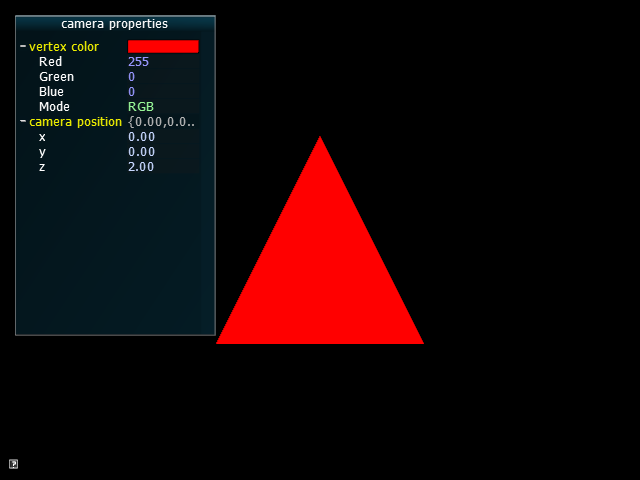 camera properties
vertex color
Red 255
Green 0
Blue 0
Mode RGB
camera position {0.00,0.0..
x 0.00
y 0.00
z 2.00
?